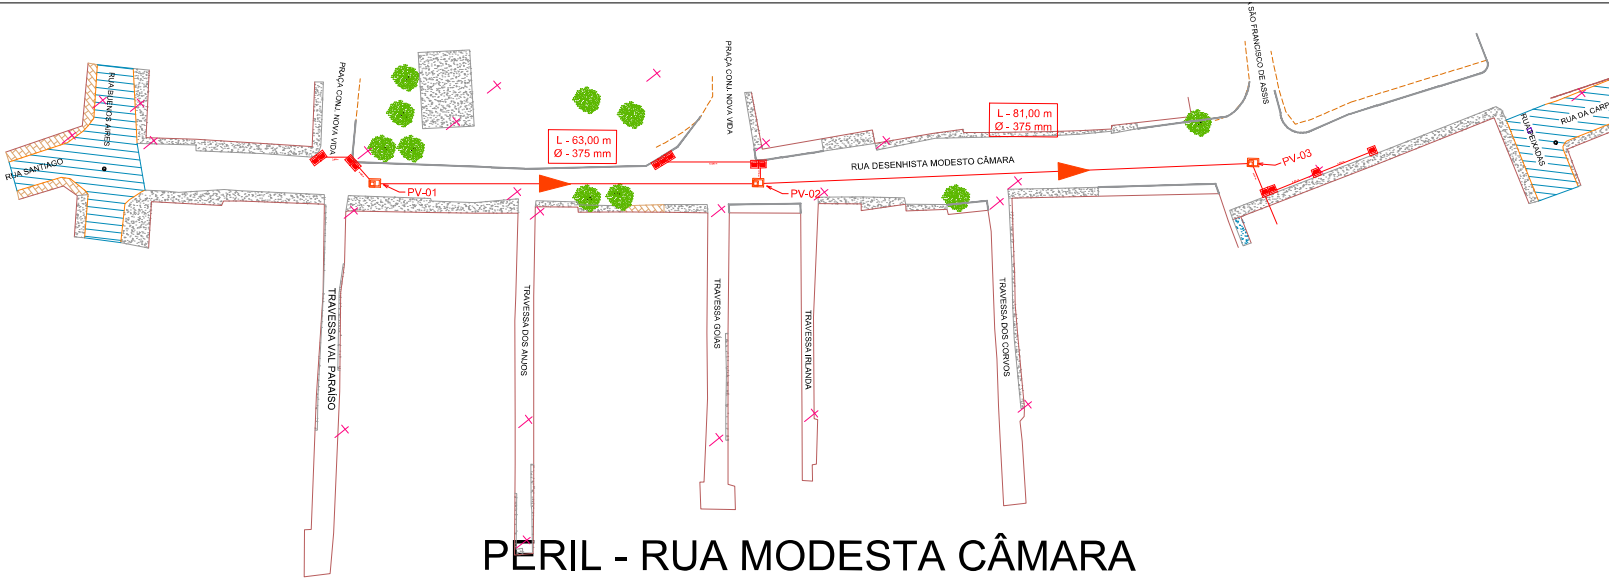 RUA SANTIAGO
RUA BUENOS AIRES
PRAÇA CONJ. NOVA VIDA
L - 63,00 m
Ø - 375 mm
PRAÇA CONJ. NOVA VIDA
L - 81,00 m
Ø - 375 mm
SÃO FRANCISCO DE ASSIS
RUA DA CARP
RUA DESENHISTA MODESTO CÂMARA
PV-01
PV-02
PV-03
TRAVESSA VAL PARAÍSO
TRAVESSA DOS ANJOS
TRAVESSA GOIÁS
TRAVESSA IRLANDA
TRAVESSA DOS CORVOS
PERIL - RUA MODESTA CÂMARA